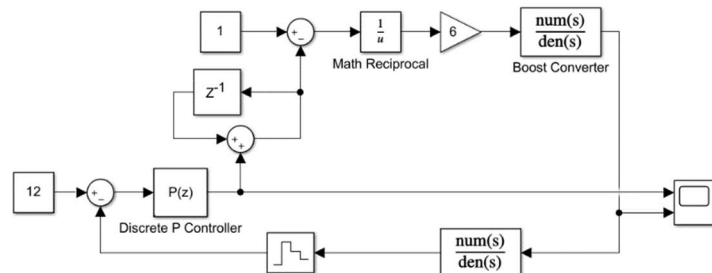 1
+
−
1
u
6
num(s)
den(s)
Math Reciprocal
Boost Converter
Z-1
+
+
12
+
−
P(z)
Discrete P Controller
num(s)
den(s)